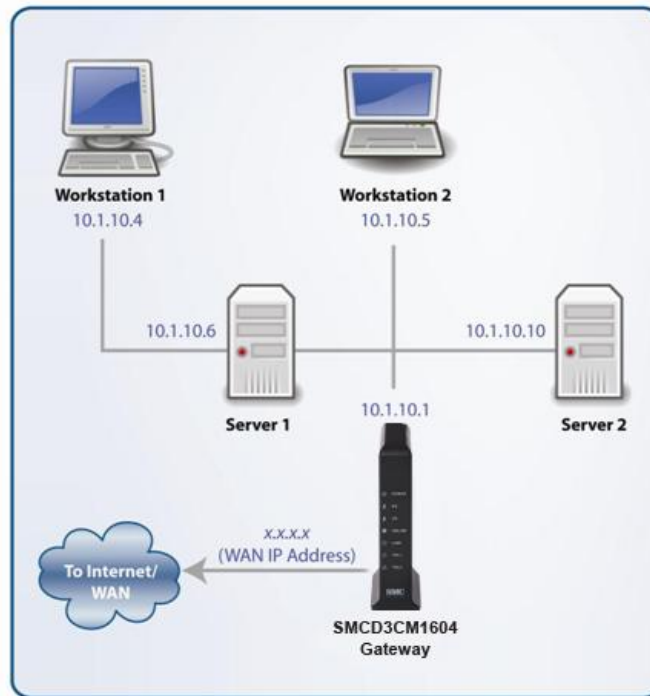 Workstation 1
10.1.10.4
Workstation 2
10.1.10.5
10.1.10.6
10.1.10.10
Server 1
Server 2
10.1.10.1
x.x.x.x
(WAN IP Address)
To Internet/
WAN
SMC
SMCD3CM1604
Gateway